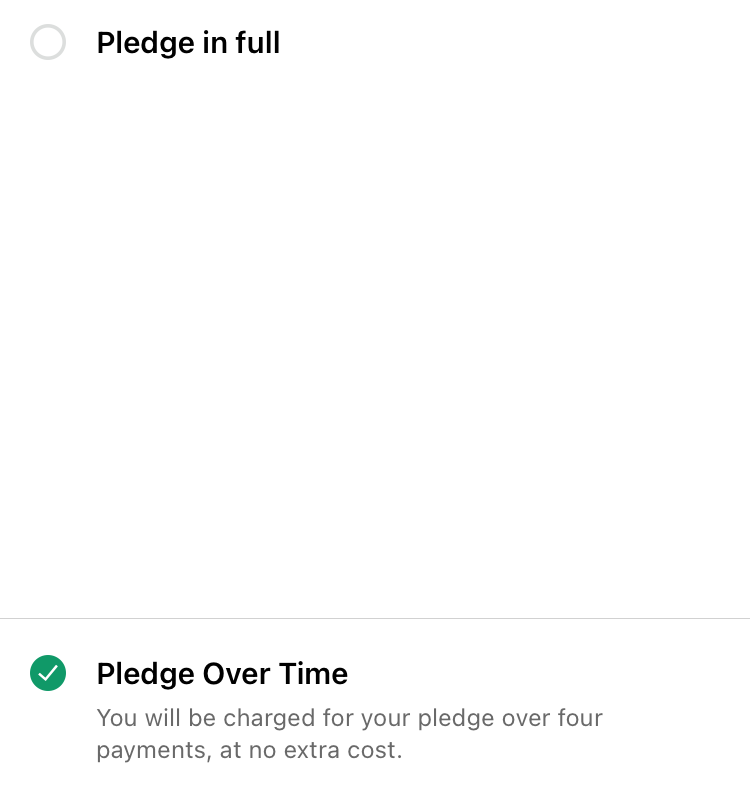 Pledge in full
Pledge Over Time
You will be charged for your pledge over four
payments, at no extra cost.